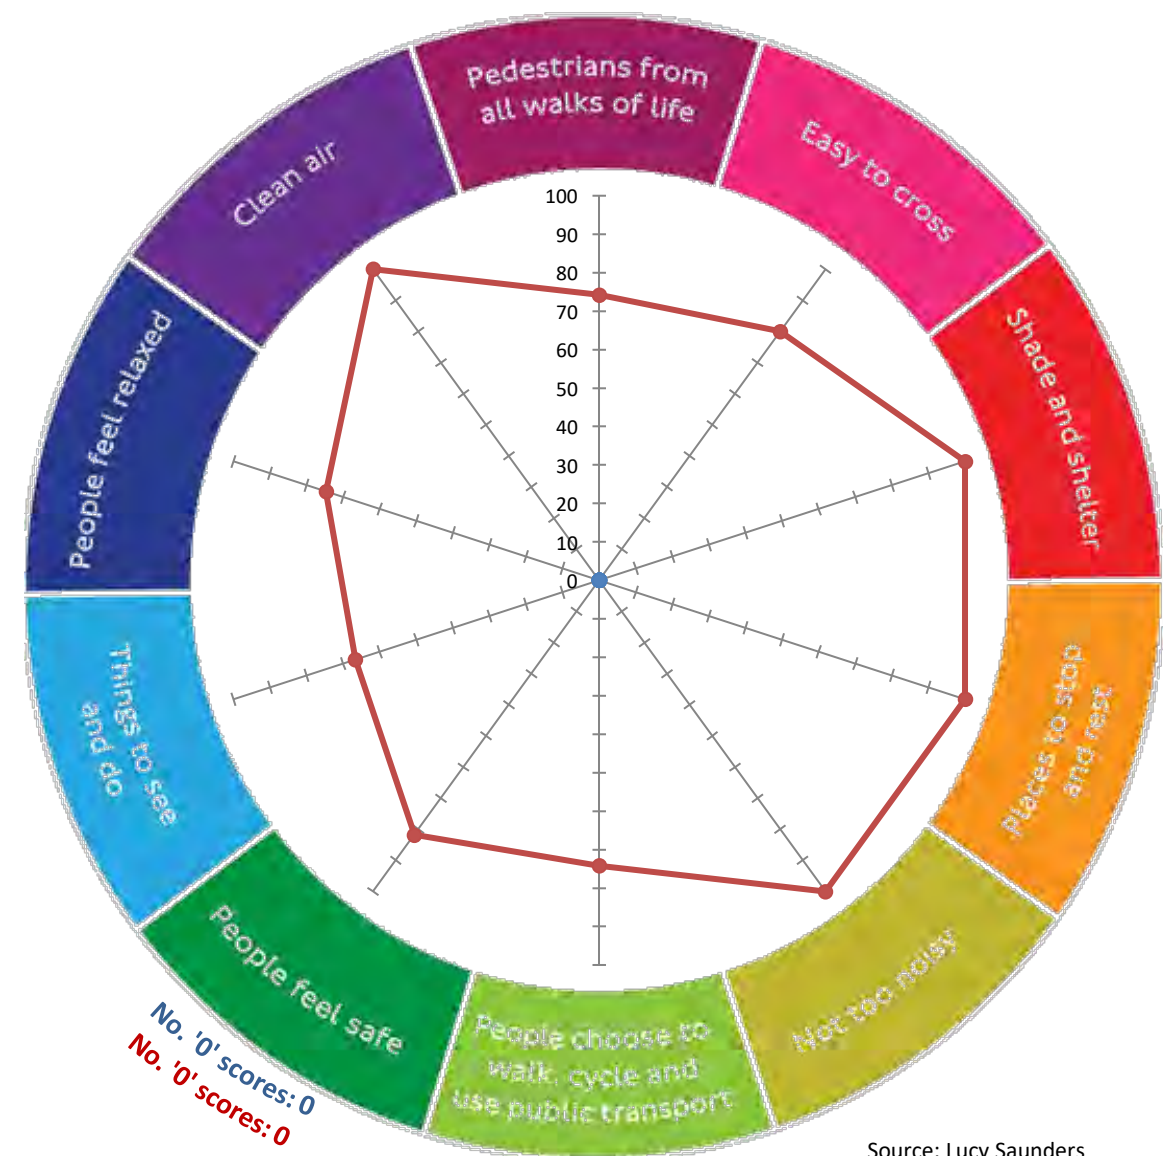 Pedestrians from
all walks of life
Easy to cross
Shade and shelter
Places to stop
and rest
Not too noisy
People choose to
walk, cycle and
use public transport
People feel safe
Things to see
and do
People feel relaxed
Clean air
100
90
80
70
60
50
40
30
20
10
0
No. '0' scores: 0
No. '0' scores: 0
Source: Lucy Saunders